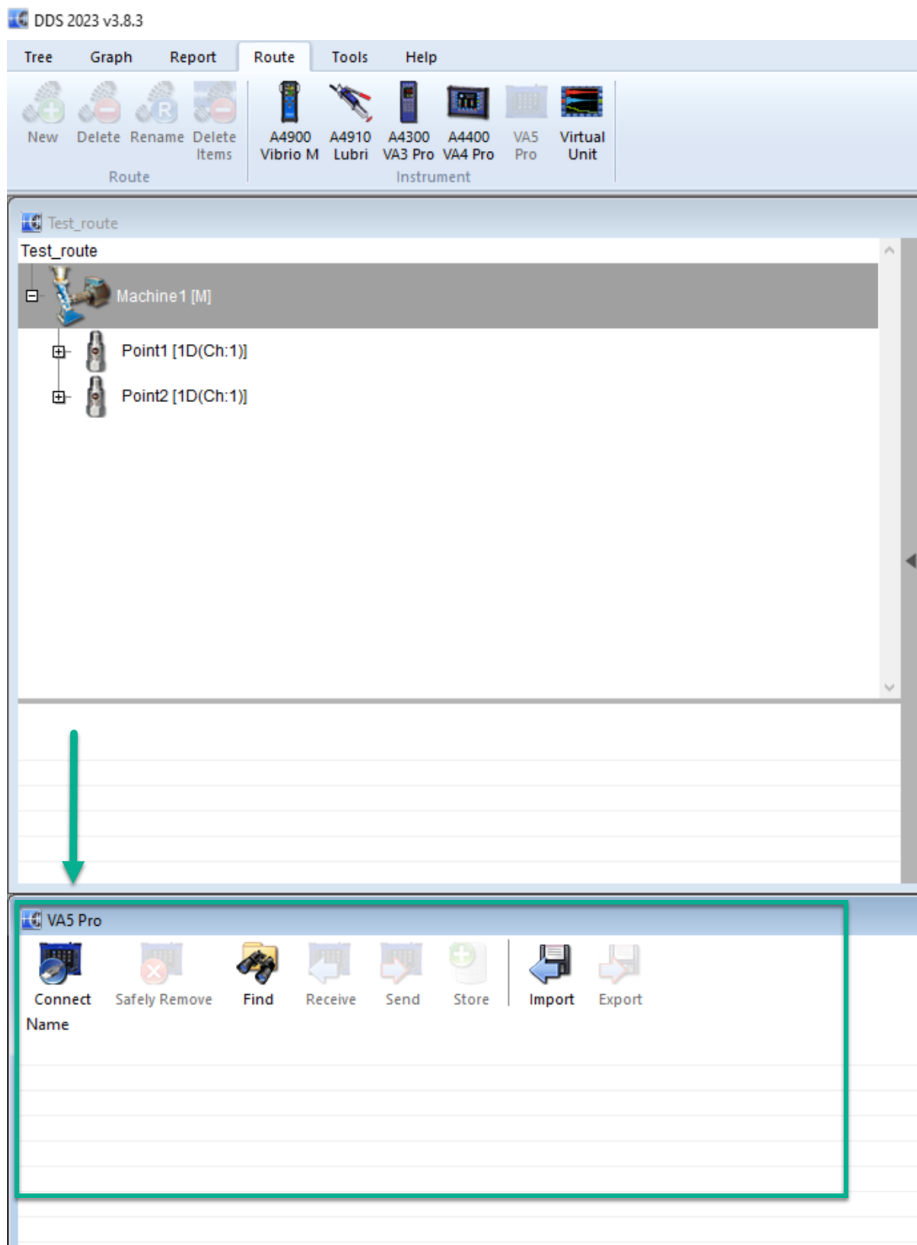 DDS 2023 v3.8.3
Tree Graph Report Route Tools Help
New Delete Rename Delete Items A4900 Vibrio M A4910 Lubri A4300 VA3 Pro A4400 VA4 Pro VA5 Pro Virtual Unit
Route Instrument
Test_route
Test_route
Machine1 [M]
Point1 [1D(Ch:1)]
Point2 [1D(Ch:1)]
VA5 Pro
Connect Safely Remove Find Receive Send Store Import Export
Name